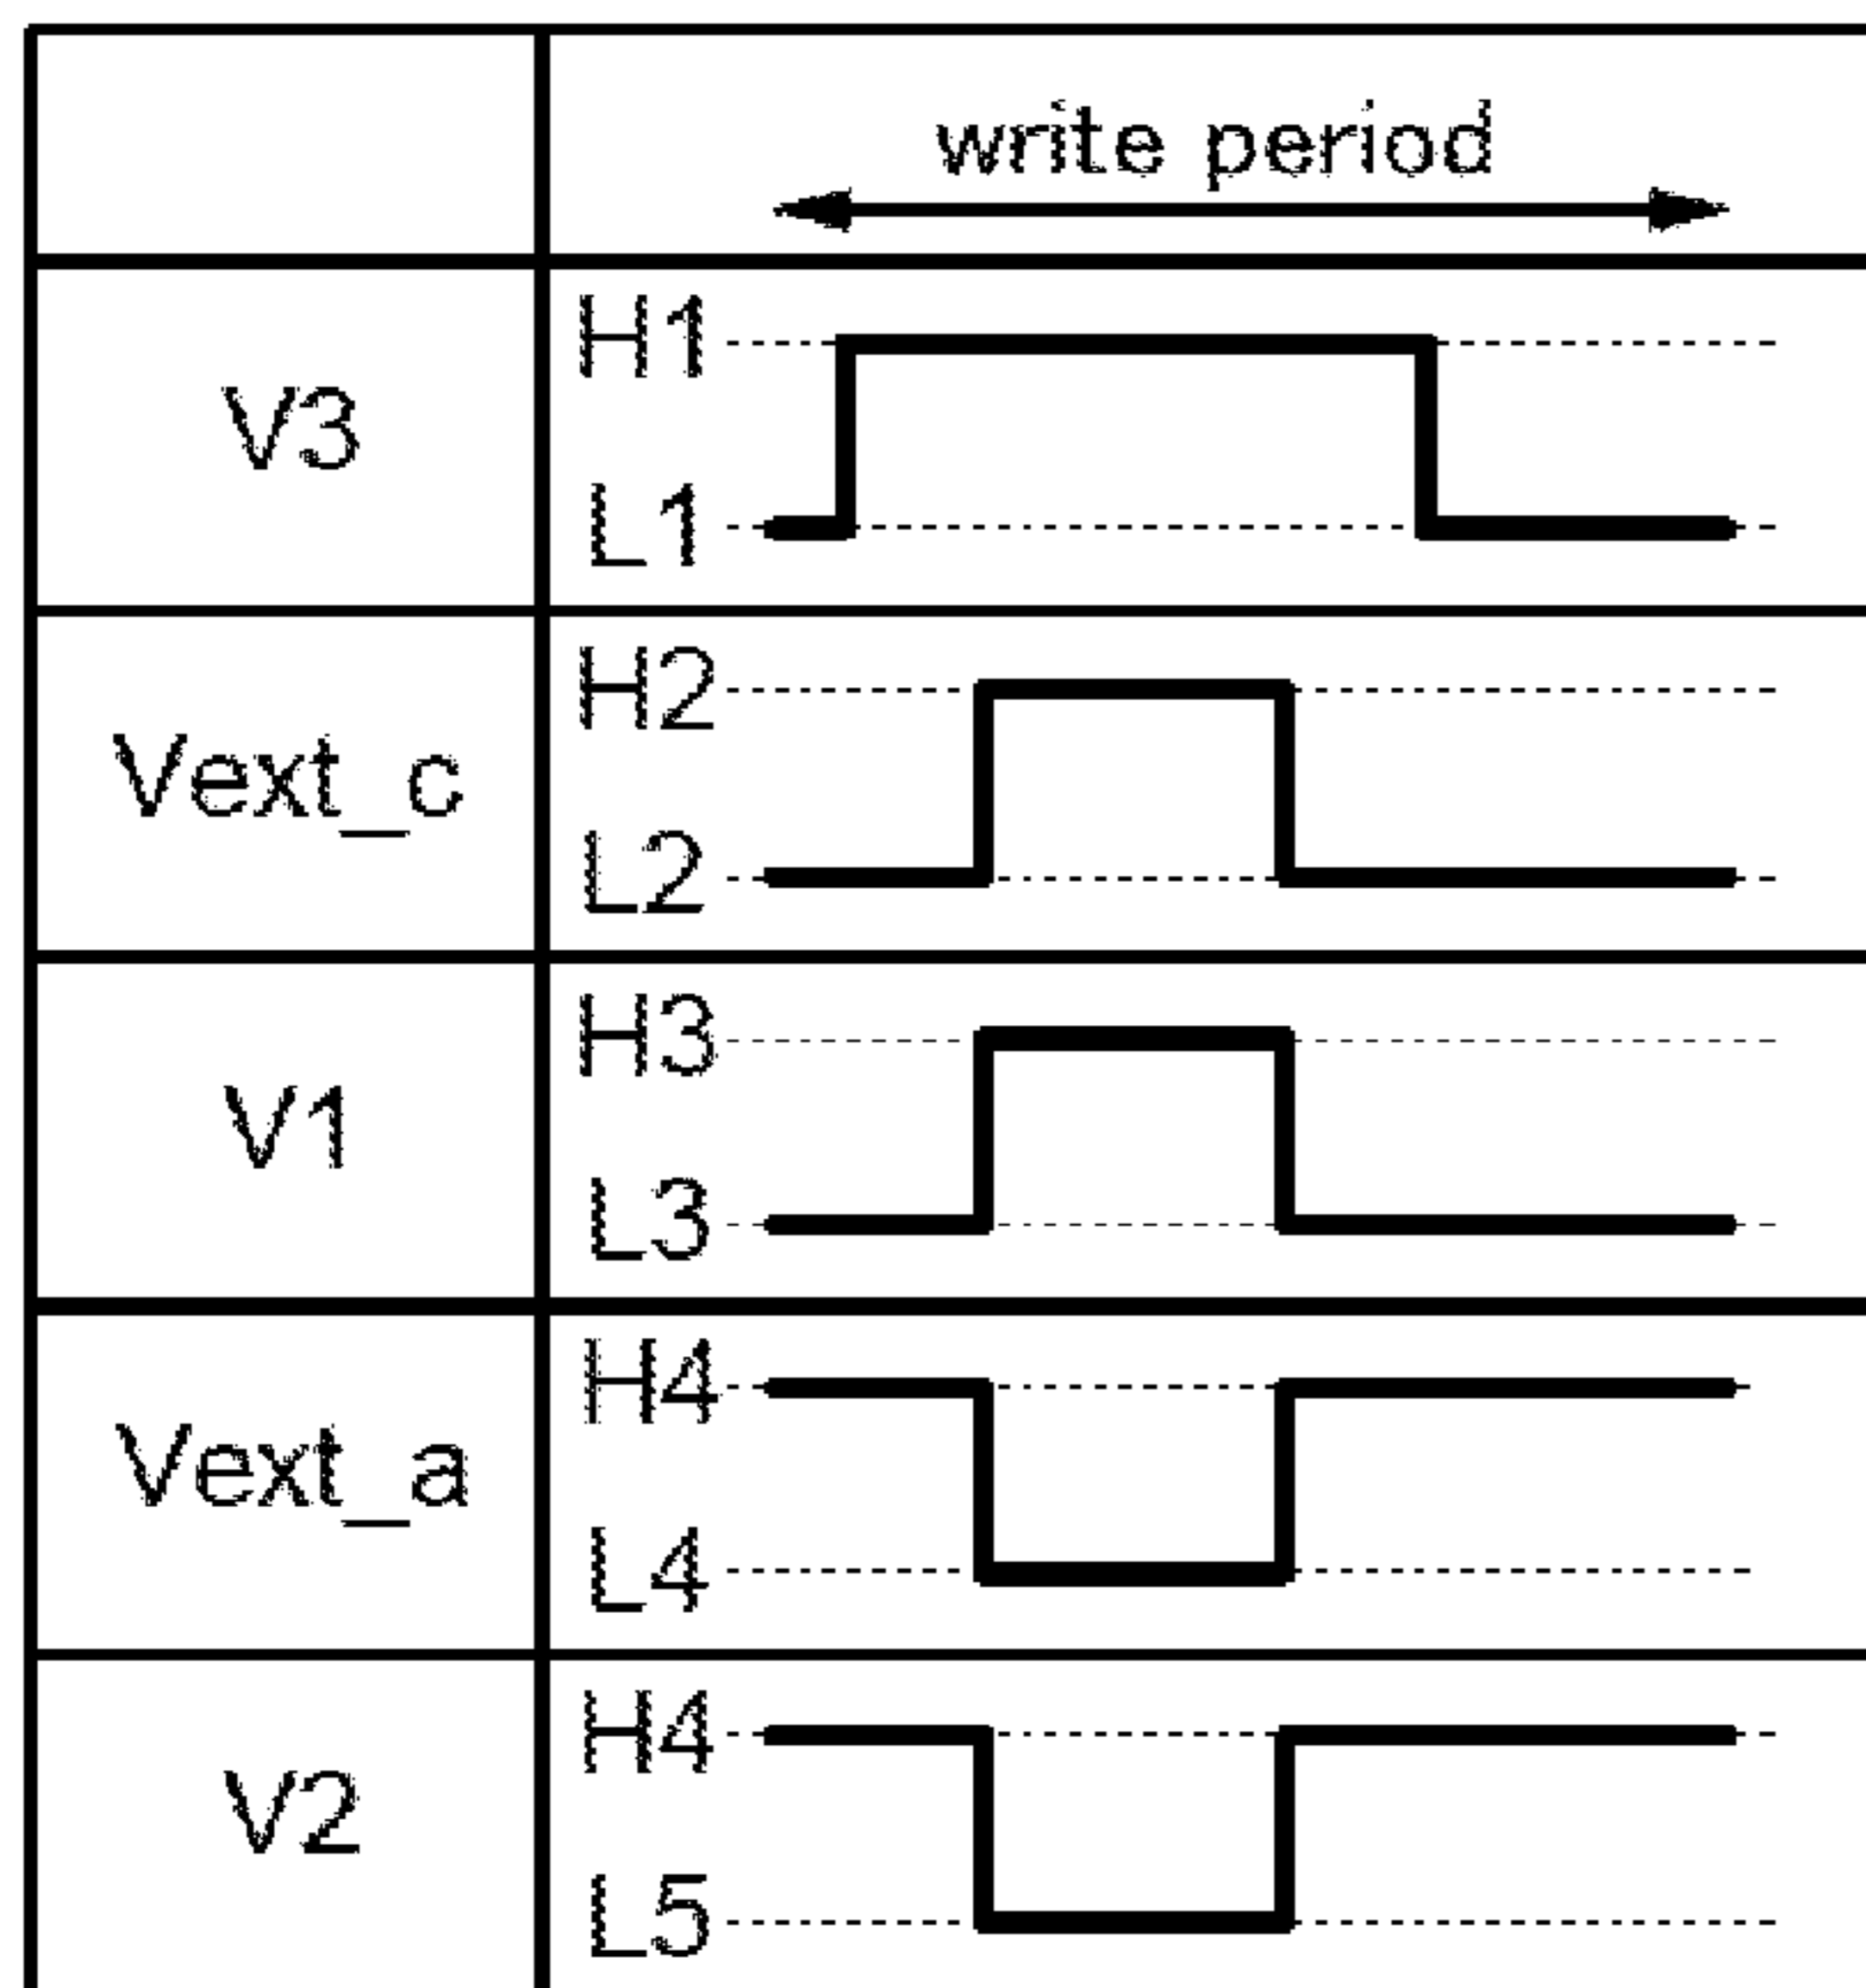 write period
V3
H1
L1
Vext_c
H2
L2
V1
H3
L3
Vext_a
H4
L4
V2
H4
L5